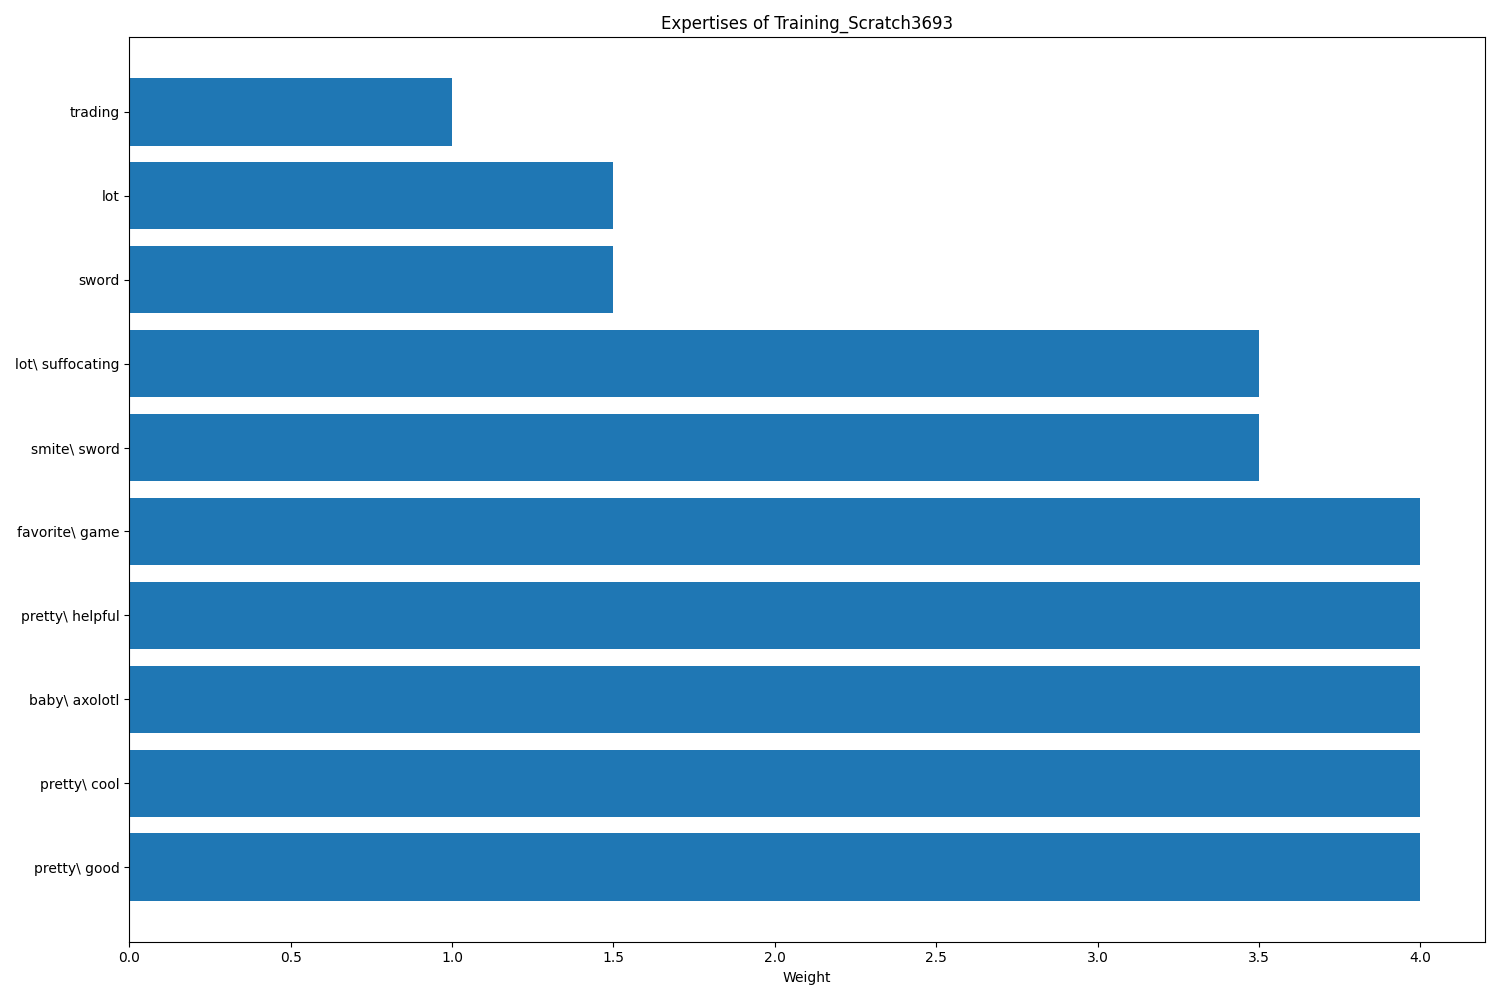 Expertises of Training_Scratch3693
trading
lot
sword
lot\ suffocating
smite\ sword
favorite\ game
pretty\ helpful
baby\ axolotl
pretty\ cool
pretty\ good
0.0 0.5 1.0 1.5 2.0 2.5 3.0 3.5 4.0
Weight